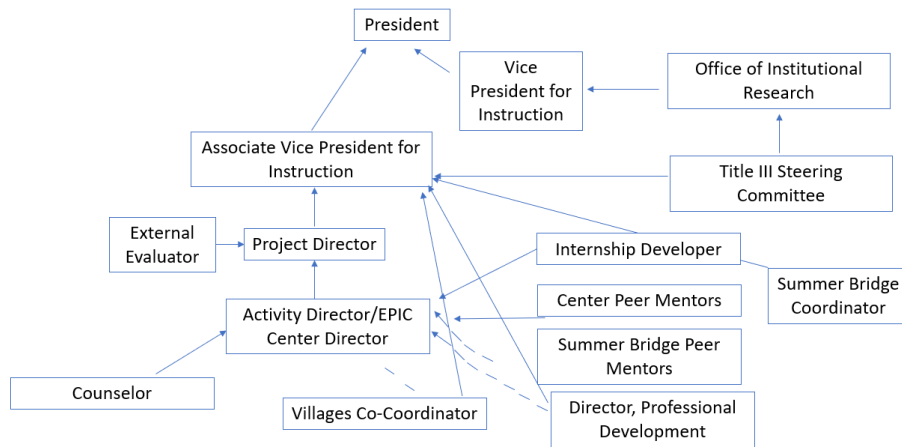 President
Vice
President for
Instruction
Office of Institutional
Research
Associate Vice President for
Instruction
Title III Steering
Committee
External
Evaluator
Project Director
Internship Developer
Summer Bridge
Coordinator
Center Peer Mentors
Activity Director/EPIC
Center Director
Summer Bridge Peer
Mentors
Counselor
Villages Co-Coordinator
Director, Professional
Development